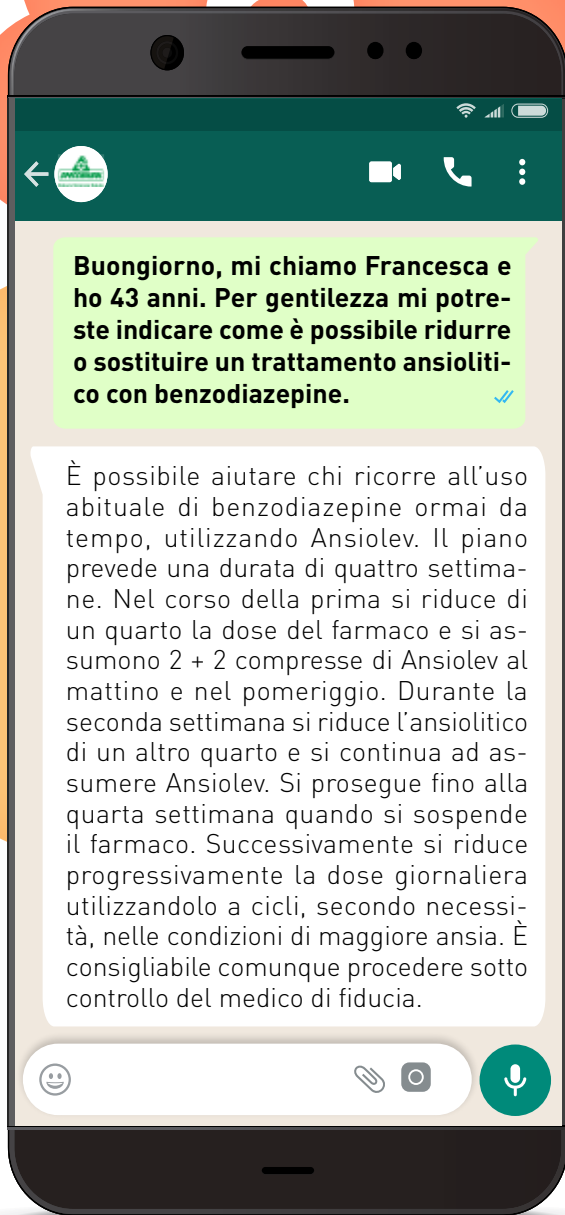 Buongiorno, mi chiamo Francesca e
ho 43 anni. Per gentilezza mi potre-
ste indicare come è possibile ridurre
o sostituire un trattamento ansioliti-
co con benzodiazepine.
È possibile aiutare chi ricorre all’uso
abituale di benzodiazepine ormai da
tempo, utilizzando Ansiolev. Il piano
prevede una durata di quattro settima-
ne. Nel corso della prima si riduce di
un quarto la dose del farmaco e si as-
sumono 2 + 2 compresse di Ansiolev al
mattino e nel pomeriggio. Durante la
seconda settimana si riduce l’ansiolitico
di un altro quarto e si continua ad as-
sumere Ansiolev. Si prosegue fino alla
quarta settimana quando si sospende
il farmaco. Successivamente si riduce
progressivamente la dose giornaliera
utilizzandolo a cicli, secondo necessi-
tà, nelle condizioni di maggiore ansia. È
consigliabile comunque procedere sotto
controllo del medico di fiducia.